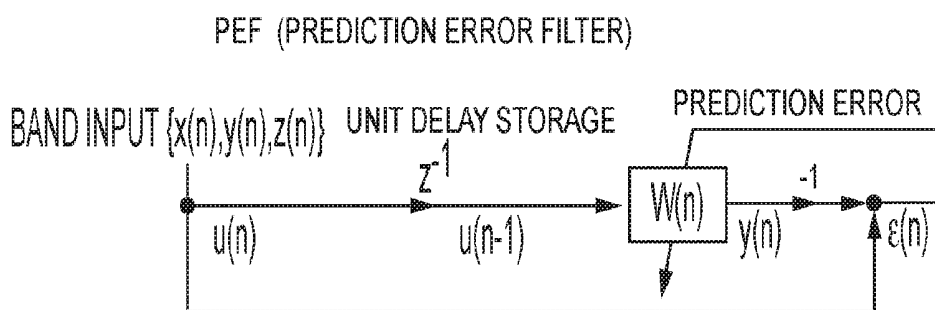 PEF (PREDICTION ERROR FILTER)
BAND INPUT {x(n),y(n),z(n)}
UNIT DELAY STORAGE
PREDICTION ERROR
z-1
W(n)
-1
u(n)
u(n-1)
y(n)
ε(n)